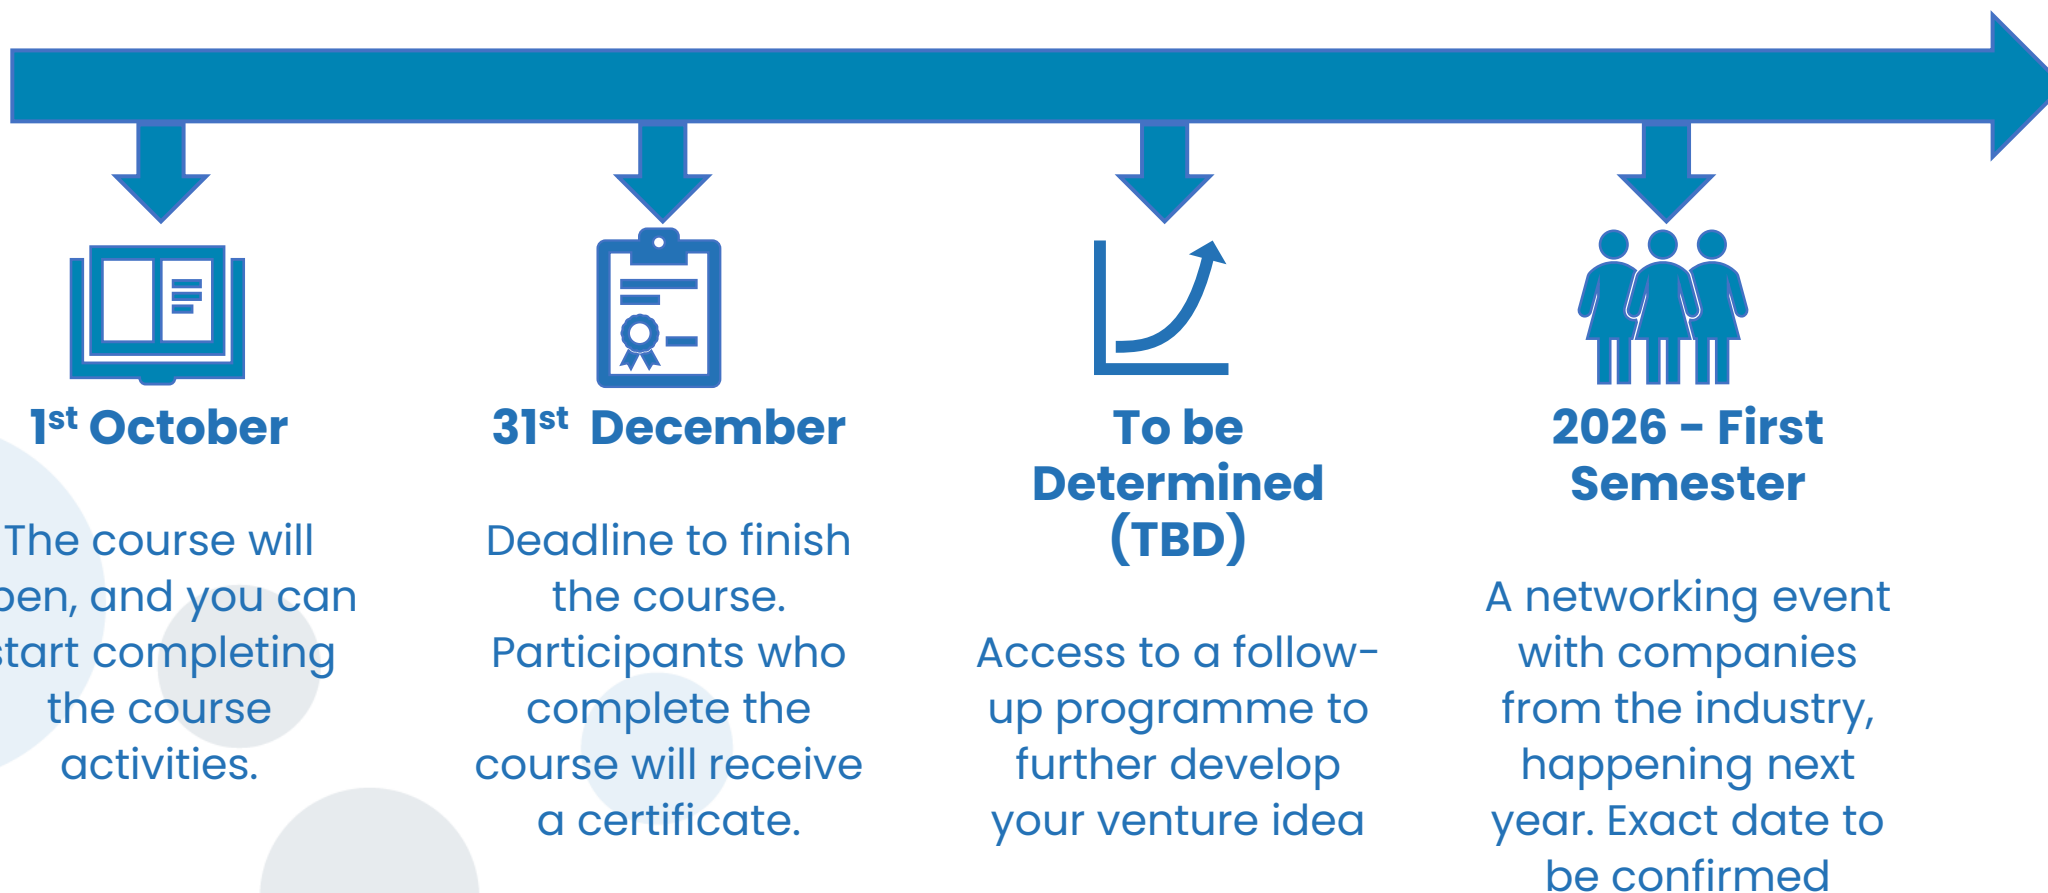 1st October
The course will
pen, and you can
start completing
the course
activities.
31st December
Deadline to finish
the course.
Participants who
complete the
course will receive
a certificate.
To be
Determined
(TBD)
Access to a follow-
up programme to
further develop
your venture idea
2026 - First
Semester
A networking event
with companies
from the industry,
happening next
year. Exact date to
be confirmed